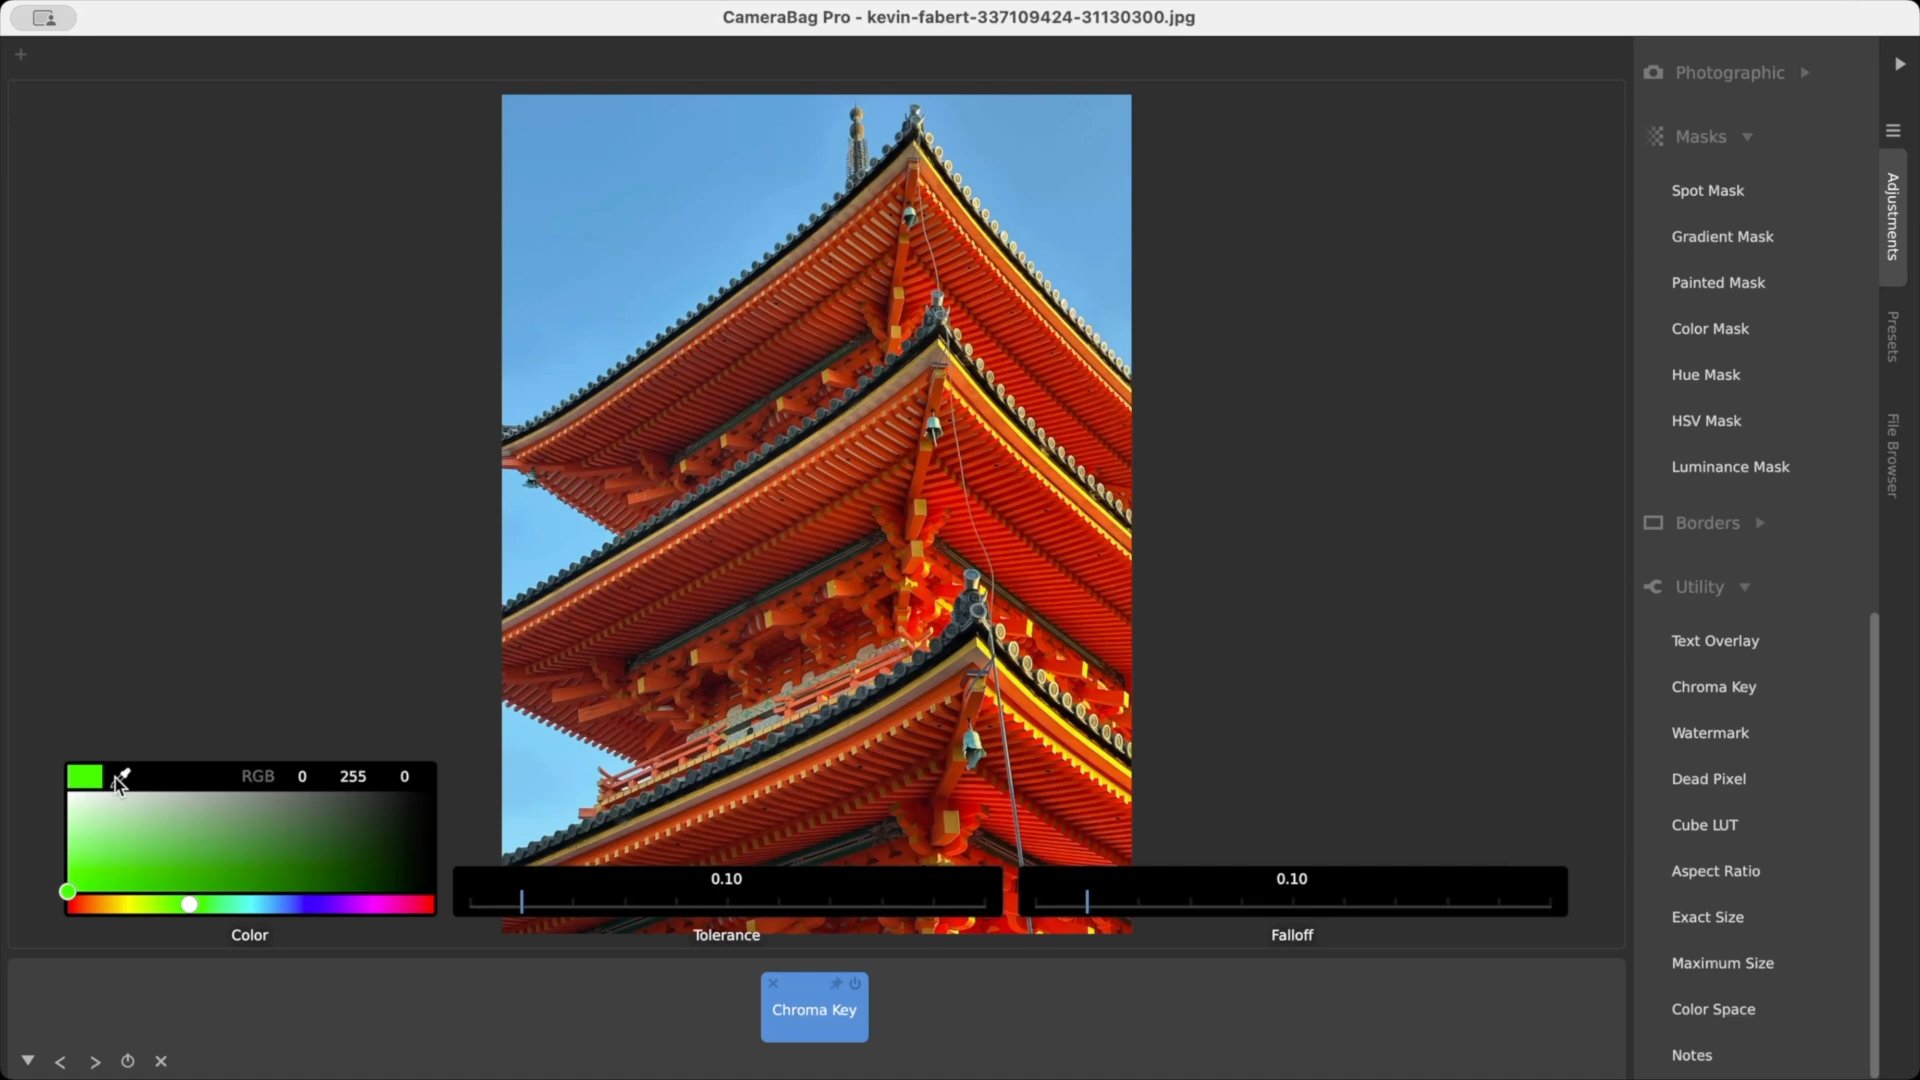 CameraBag Pro - kevin-fabert-337109424-31130300.jpg
Photographic
Masks
Spot Mask
Gradient Mask
Painted Mask
Color Mask
Hue Mask
HSV Mask
Luminance Mask
Borders
Utility
Text Overlay
Chroma Key
Watermark
Dead Pixel
Cube LUT
Aspect Ratio
Exact Size
Maximum Size
Color Space
Notes
Adjustments
Presets
File Browser
RGB 0 255 0
Color
0.10
Tolerance
0.10
Falloff
Chroma Key